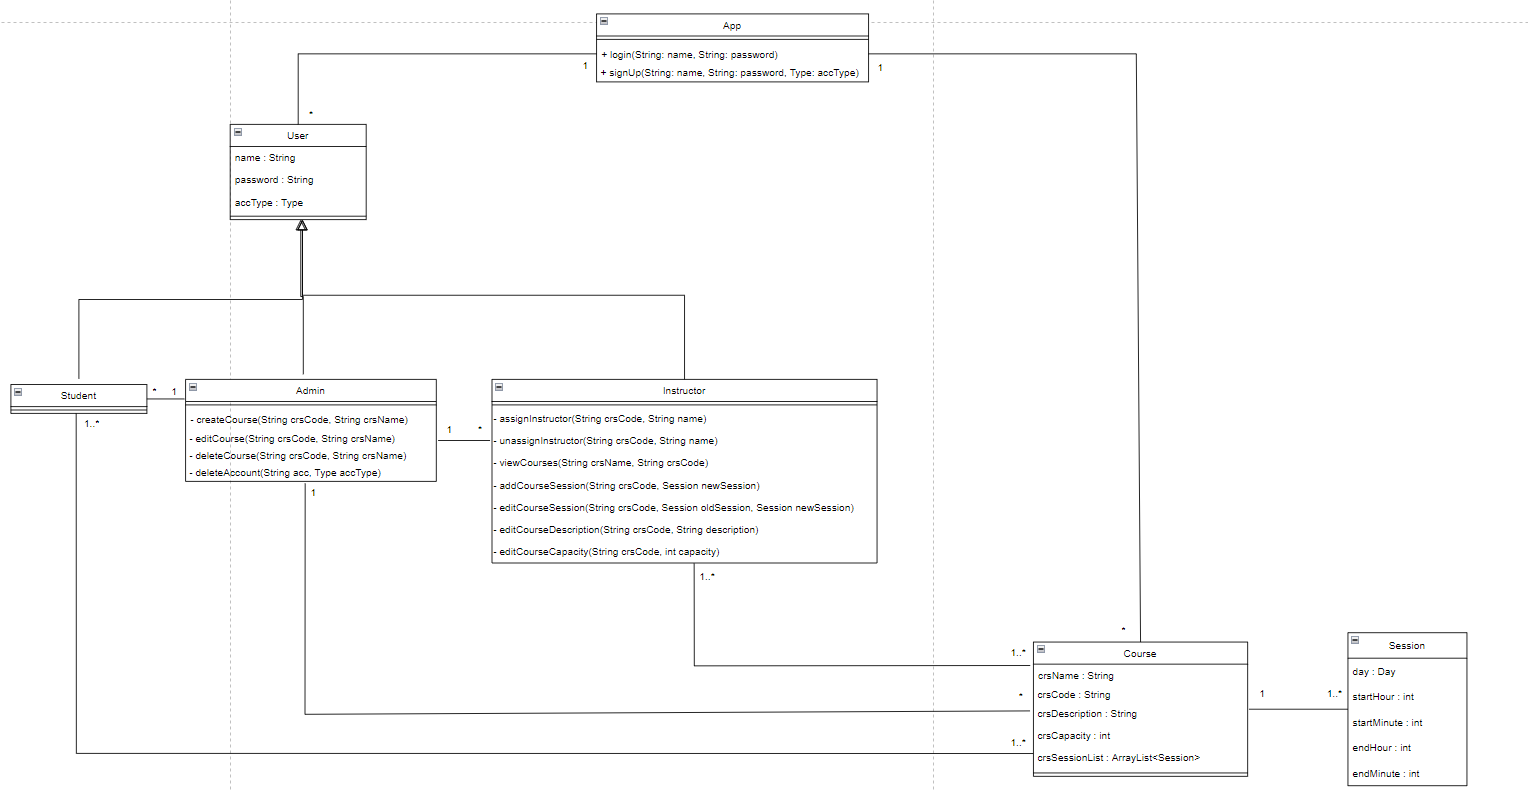 App
+ login(String: name, String: password)
+ signUp(String: name, String: password, Type: accType)
1
1
*
User
name : String
password : String
accType : Type
Student
*
1
1..*
Admin
- createCourse(String crsCode, String crsName)
- editCourse(String crsCode, String crsName)
- deleteCourse(String crsCode, String crsName)
- deleteAccount(String acc, Type accType)
1
*
1
Instructor
- assignInstructor(String crsCode, String name)
- unassignInstructor(String crsCode, String name)
- viewCourses(String crsName, String crsCode)
- addCourseSession(String crsCode, Session newSession)
- editCourseSession(String crsCode, Session oldSession, Session newSession)
- editCourseDescription(String crsCode, String description)
- editCourseCapacity(String crsCode, int capacity)
1..*
*
1..*
*
1..*
Course
crsName : String
crsCode : String
crsDescription : String
crsCapacity : int
crsSessionList : ArrayList<Session>
1
1..*
Session
day : Day
startHour : int
startMinute : int
endHour : int
endMinute : int